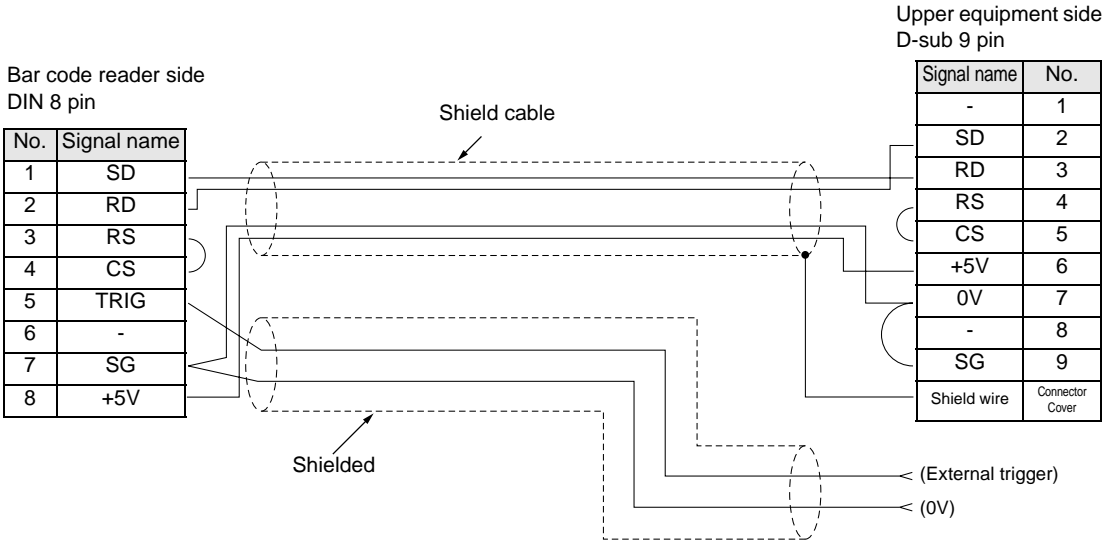 Upper equipment side
D-sub 9 pin
Signal name No.
- 1
SD 2
RD 3
RS 4
CS 5
+5V 6
0V 7
- 8
SG 9
Shield wire Connector Cover
Bar code reader side
DIN 8 pin
No. Signal name
1 SD
2 RD
3 RS
4 CS
5 TRIG
6 -
7 SG
8 +5V
Shield cable
Shielded
(External trigger)
(0V)